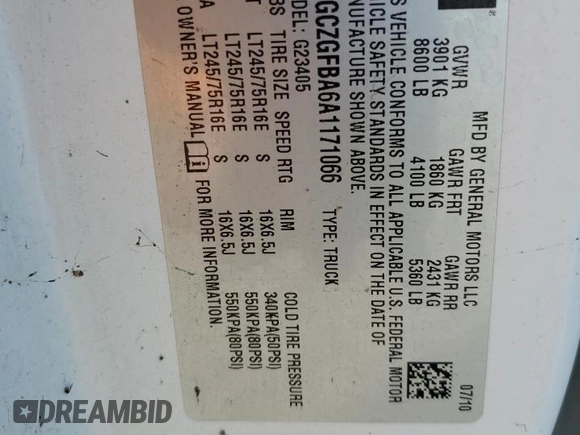 MFD BY GENERAL MOTORS LLC
07/10
GVWR GAWR FRT GAWR RR
3901 KG 1860 KG 2431 KG
8600 LB 4100 LB 5360 LB
S VEHICLE CONFORMS TO ALL APPLICABLE U.S. FEDERAL MOTOR
HICLE SAFETY STANDARDS IN EFFECT ON THE DATE OF
NUFACTURE SHOWN ABOVE.
GCZGFBA6A1171066 TYPE: TRUCK
MODEL: G23405
TIRE SIZE SPEED RTG RIM COLD TIRE PRESSURE
T LT245/75R16E S 16X6.5J 340KPA(50PSI)
LT245/75R16E S 16X6.5J 550KPA(80PSI)
A LT245/75R16E S 16X6.5J 550KPA(80PSI)
OWNER'S MANUAL FOR MORE INFORMATION.
DREAMBID